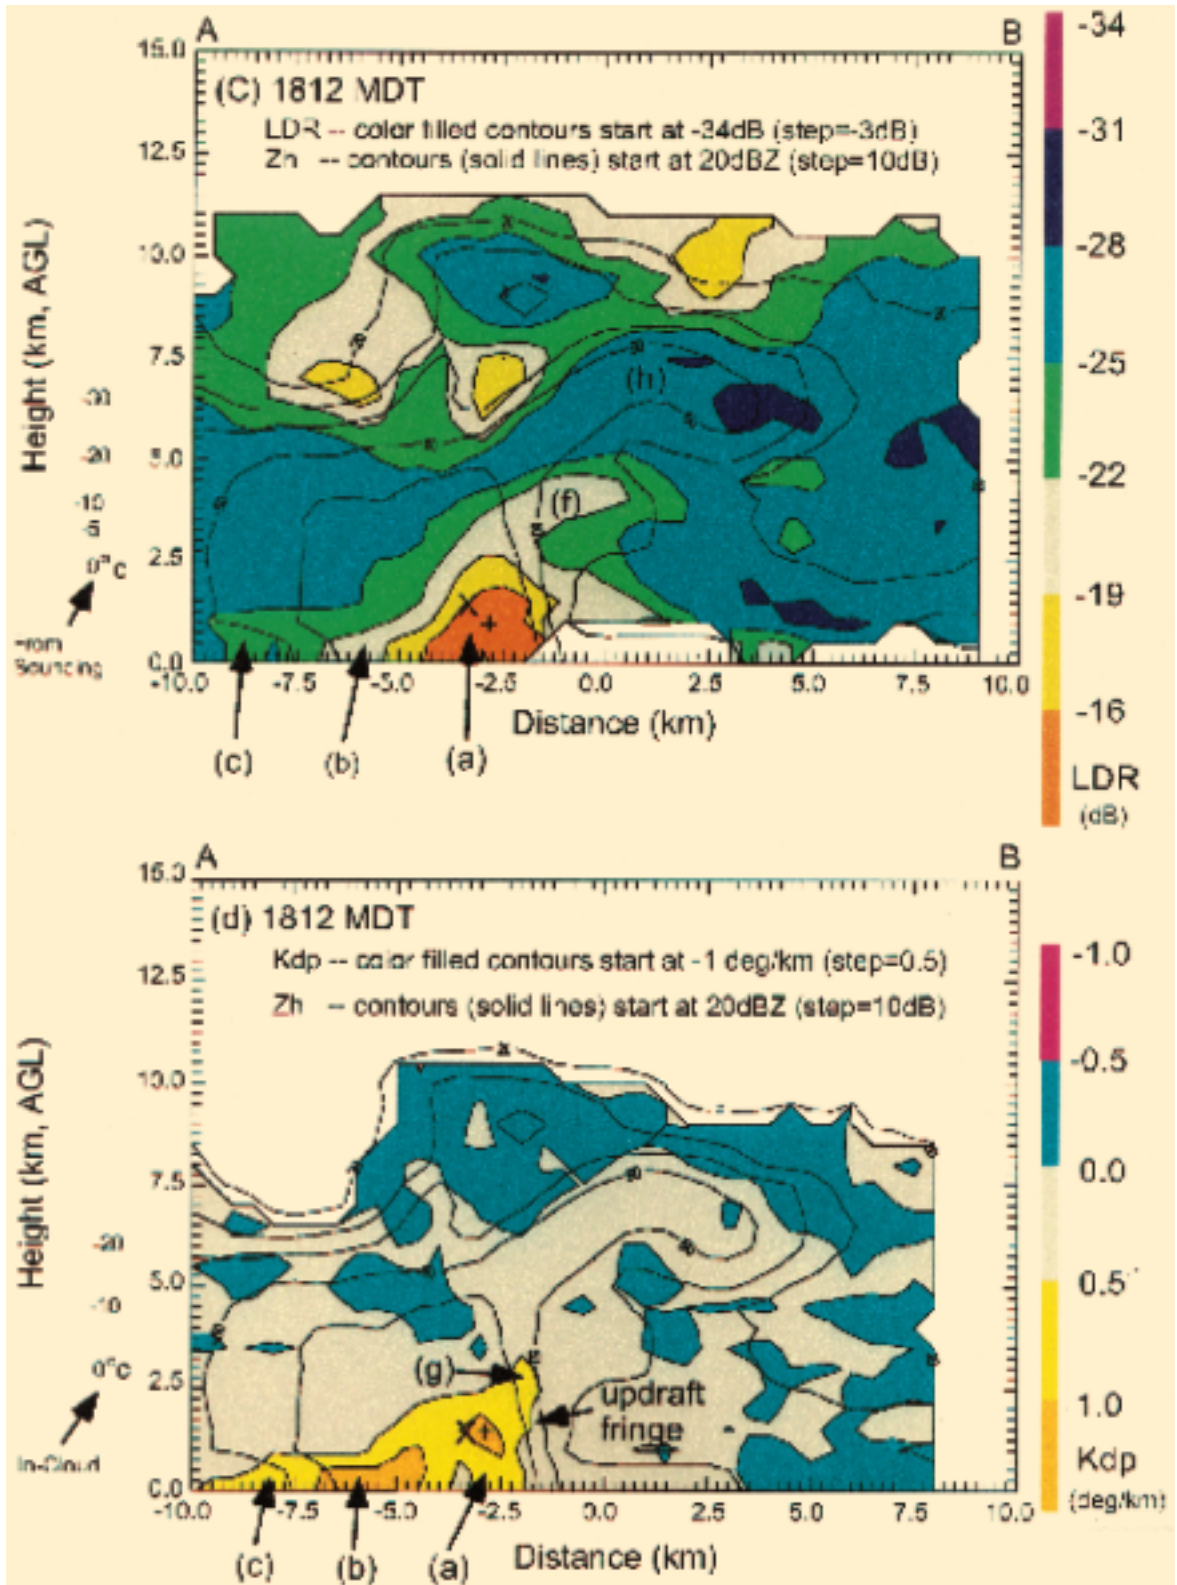 A
B
15.0
(C) 1812 MDT
LDR -- color filled contours start at -34dB (step=-3dB)
Zh -- contours (solid lines) start at 20dBZ (step=10dB)
12.5
10.0
7.5
5.0
2.5
0.0
Height (km, AGL)
-30
-20
-10
-5
0°C
From
Sounding
(h)
(f)
-10.0 -7.5 -5.0 -2.5 0.0 2.5 5.0 7.5 10.0
Distance (km)
(c) (b) (a)
-34
-31
-28
-25
-22
-19
-16
LDR
(dB)
A
B
15.0
(d) 1812 MDT
Kdp -- color filled contours start at -1 deg/km (step=0.5)
Zh -- contours (solid lines) start at 20dBZ (step=10dB)
12.5
10.0
7.5
5.0
2.5
0.0
Height (km, AGL)
-20
-10
0°C
In-Cloud
(g)
updraft
fringe
-10.0 -7.5 -5.0 -2.5 0.0 2.5 5.0 7.5 10.0
Distance (km)
(c) (b) (a)
-1.0
-0.5
0.0
0.5
1.0
Kdp
(deg/km)